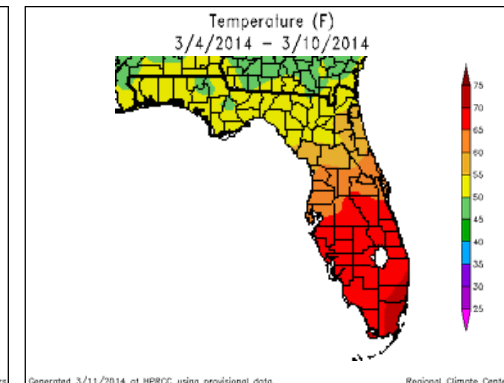 Temperature (F)
3/4/2014 – 3/10/2014
75
70
65
60
55
50
45
40
35
30
25
Generated 3/11/2014 at HPRCC using provisional data.
Regional Climate